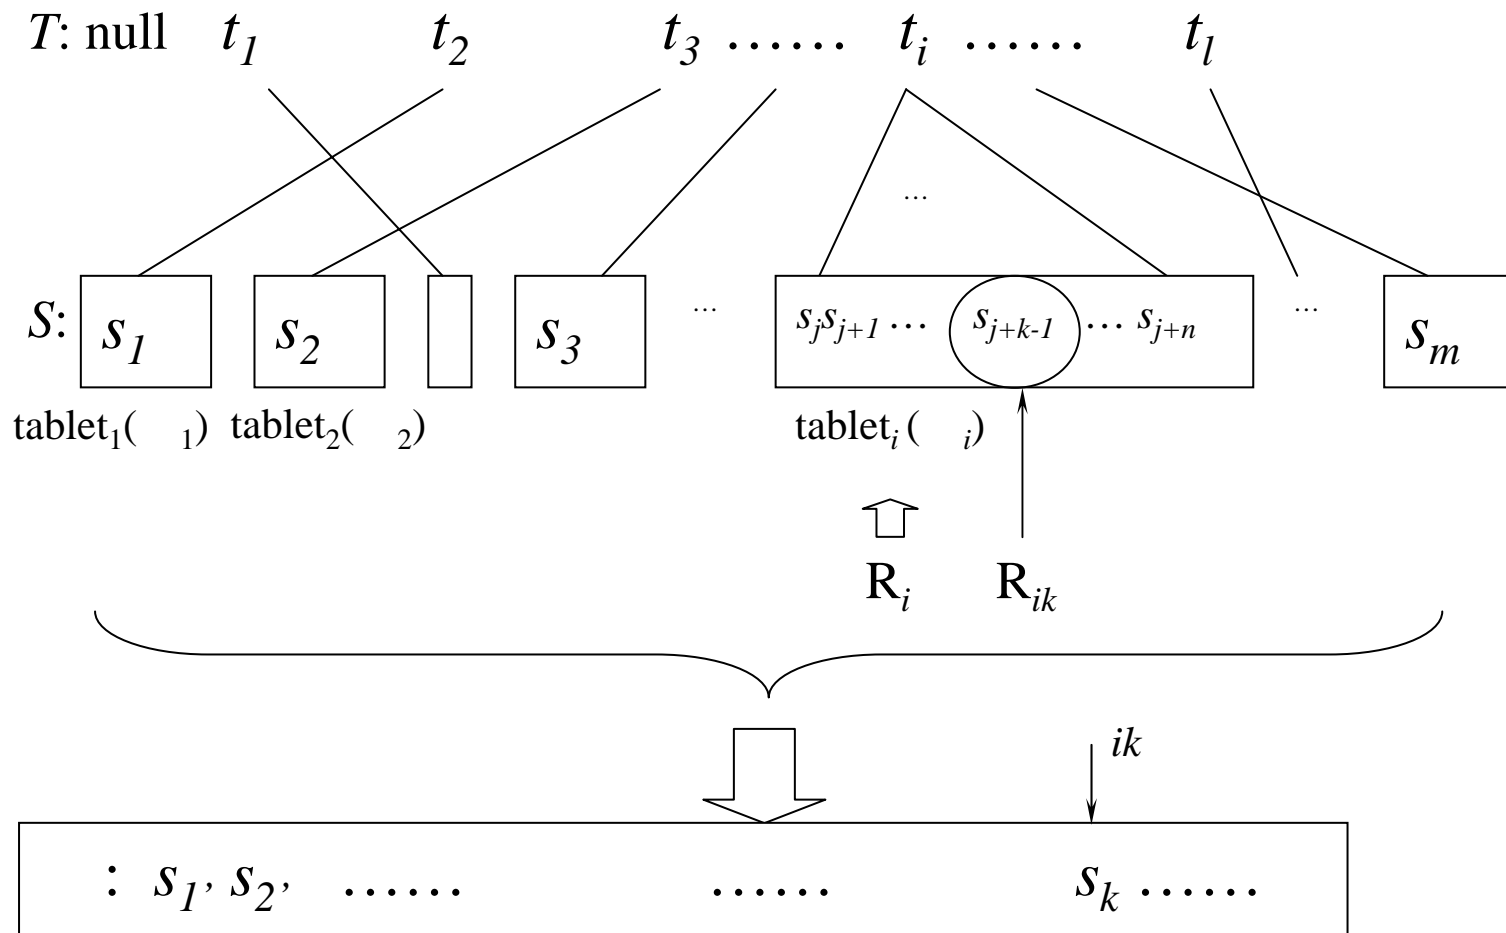 T: null t₁ t₂ t₃ …… tᵢ …… tₗ
...
S: s₁ s₂ s₃ ... sⱼsⱼ₊₁ … sⱼ₊ₖ₋₁ … sⱼ₊ₙ ... sₘ
tablet₁( ₁) tablet₂( ₂) tabletᵢ ( ᵢ)
Rᵢ Rᵢₖ
ik
: s₁, s₂, …… …… sₖ ……